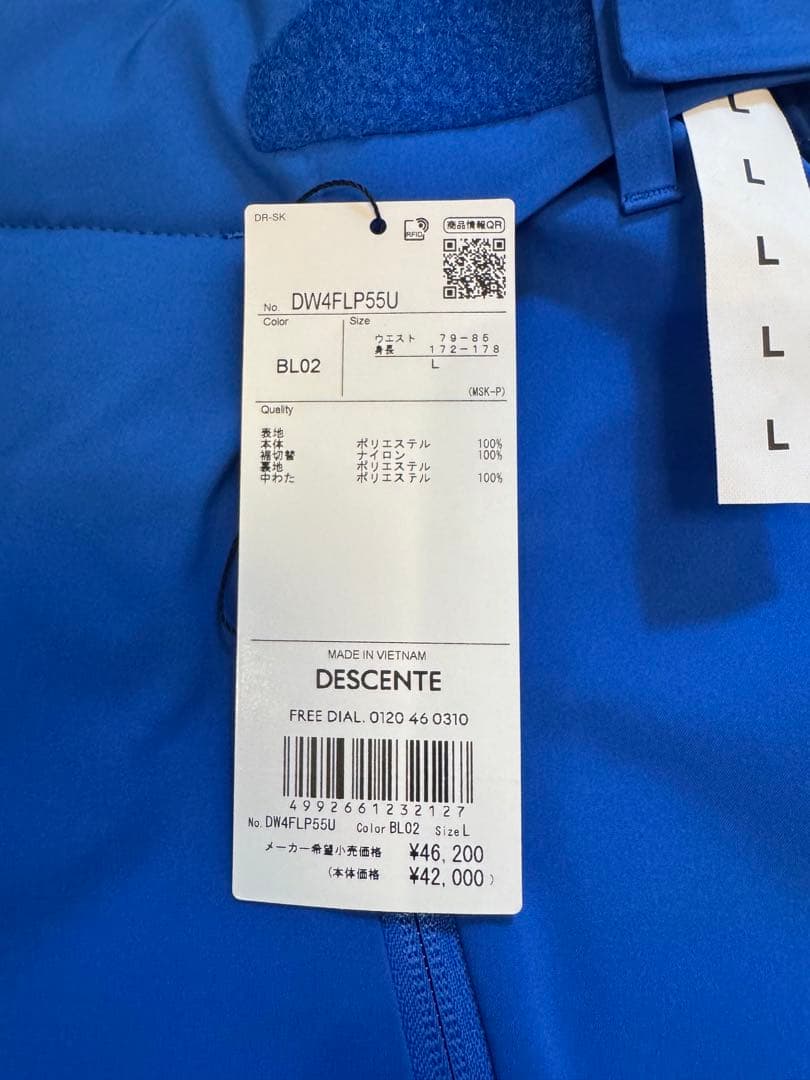 DR-SK
RFID
商品情報QR
No. DW4FLP55U
Color
Size
BL02
ウエスト 79-85
身長 172-178
L
(MSK-P)
Quality
表地
本体 ポリエステル 100%
裾切替 ナイロン 100%
裏地 ポリエステル
中わた ポリエステル 100%
MADE IN VIETNAM
DESCENTE
FREE DIAL. 0120 46 0310
4992661232127
No. DW4FLP55U Color BL02 Size L
メーカー希望小売価格 ¥46,200
(本体価格 ¥42,000)
L
L
L
L
L